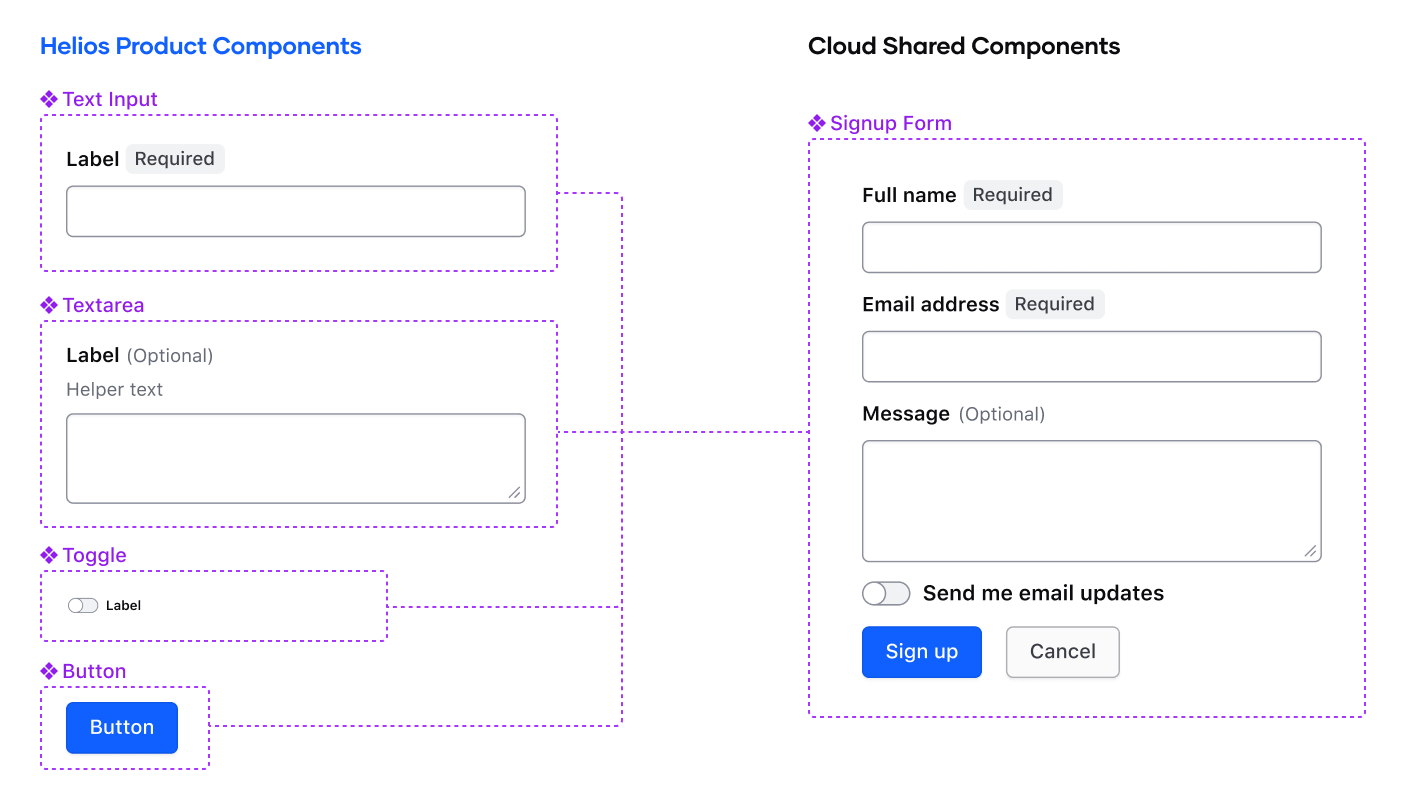 Helios Product Components
Text Input
Label Required
Textarea
Label (Optional)
Helper text
Toggle
Label
Button
Button
Cloud Shared Components
Signup Form
Full name Required
Email address Required
Message (Optional)
Send me email updates
Sign up Cancel